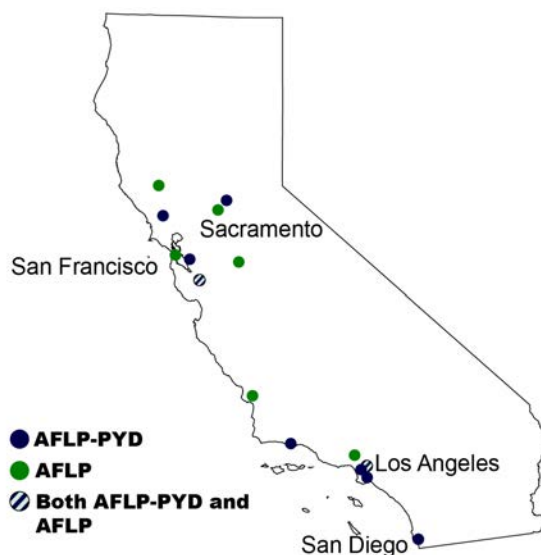 Sacramento
San Francisco
AFLP-PYD
AFLP
Both AFLP-PYD and
AFLP
Los Angeles
San Diego